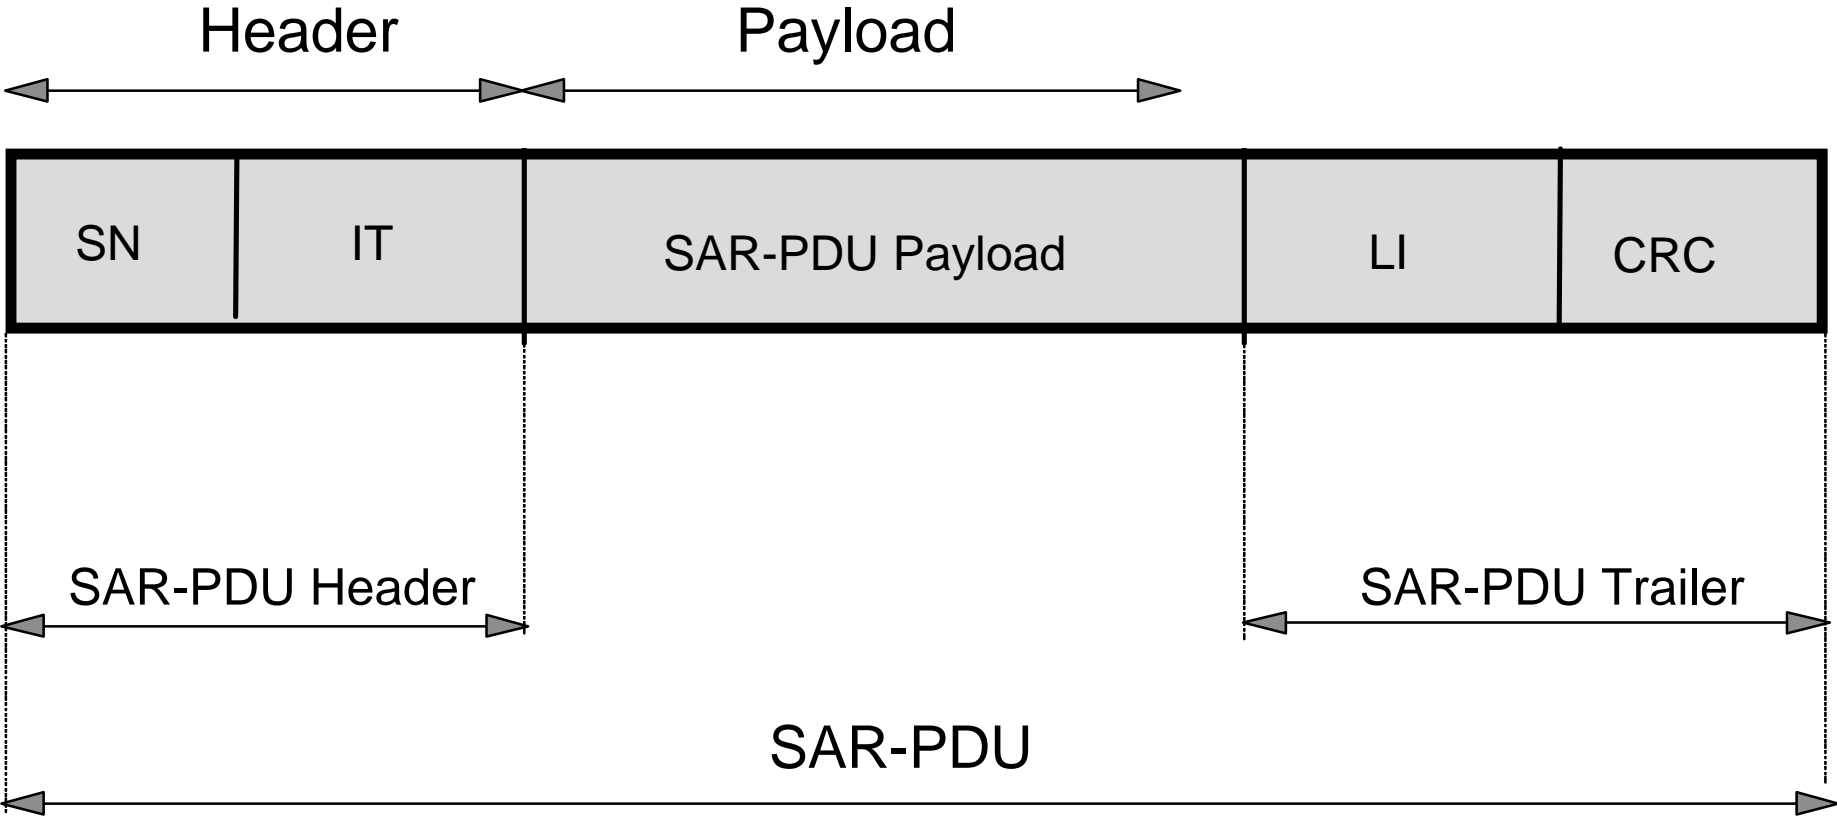 Header Payload
SN IT SAR-PDU Payload LI CRC
SAR-PDU Header SAR-PDU Trailer
SAR-PDU